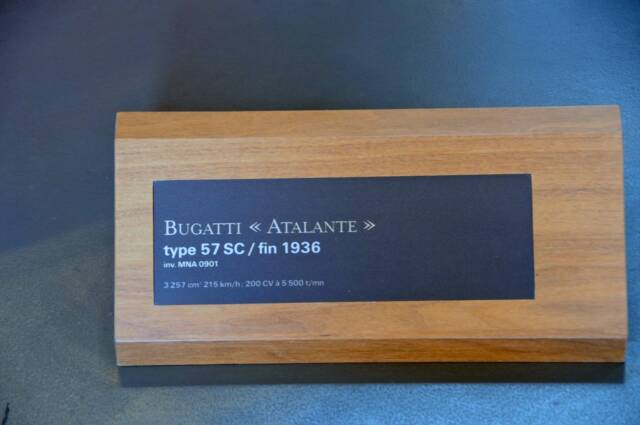 BUGATTI « ATALANTE »
type 57 SC / fin 1936
inv. MNA 0901
3 257 cm³ 215 km/h ; 200 CV à 5 500 t/mn